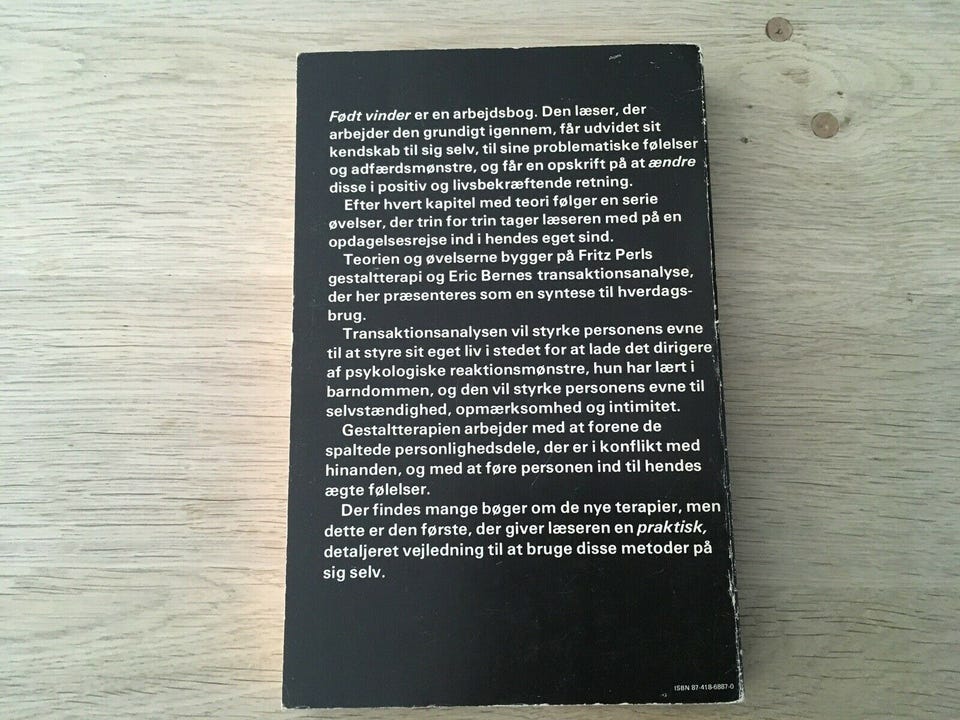 Født vinder er en arbejdsbog. Den læser, der
arbejder den grundigt igennem, får udvidet sit
kendskab til sig selv, til sine problematiske følelser
og adfærdsmønstre, og får en opskrift på at ændre
disse i positiv og livsbekræftende retning.
Efter hvert kapitel med teori følger en serie
øvelser, der trin for trin tager læseren med på en
opdagelsesrejse ind i hendes eget sind.
Teorien og øvelserne bygger på Fritz Perls
gestaltterapi og Eric Bernes transaktionsanalyse,
der her præsenteres som en syntese til hverdags-
brug.
Transaktionsanalysen vil styrke personens evne
til at styre sit eget liv i stedet for at lade det dirigere
af psykologiske reaktionsmønstre, hun har lært i
barndommen, og den vil styrke personens evne til
selvstændighed, opmærksomhed og intimitet.
Gestaltterapien arbejder med at forene de
spaltede personlighedsdele, der er i konflikt med
hinanden, og med at føre personen ind til hendes
ægte følelser.
Der findes mange bøger om de nye terapier, men
dette er den første, der giver læseren en praktisk,
detaljeret vejledning til at bruge disse metoder på
sig selv.
ISBN 87-418-6887-0